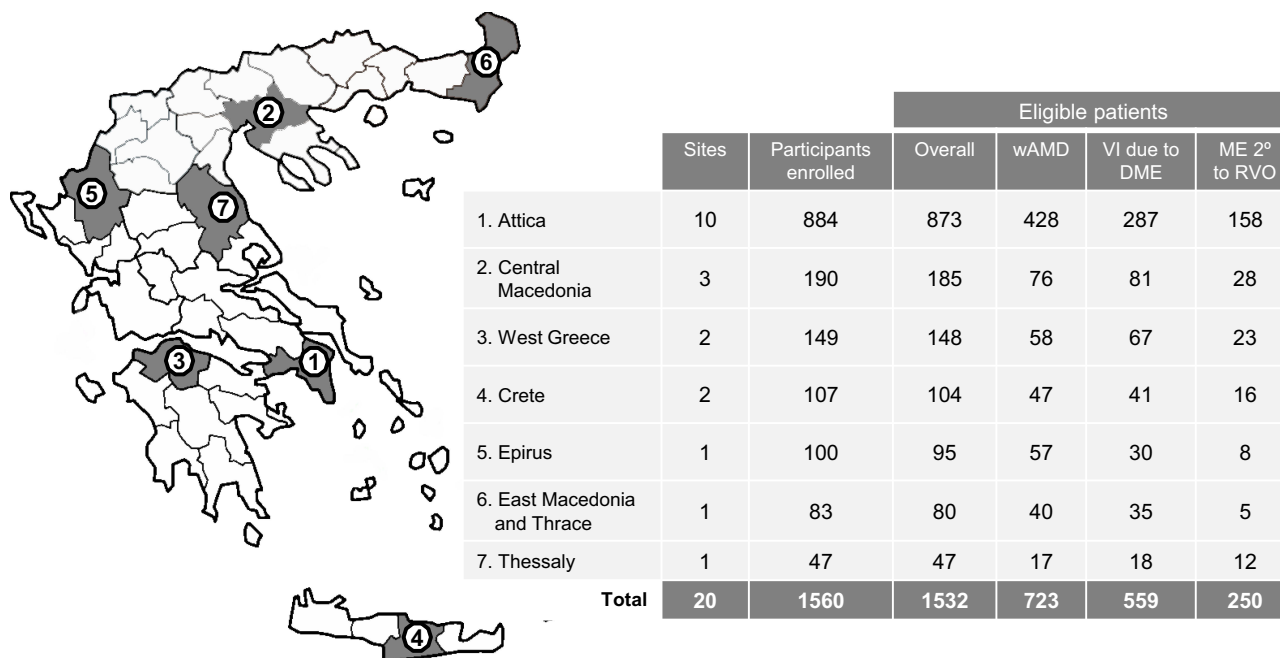 6
2
5
7
3
1
4
Eligible patients
Sites Participants enrolled Overall wAMD VI due to DME ME 2º to RVO
1. Attica 10 884 873 428 287 158
2. Central Macedonia 3 190 185 76 81 28
3. West Greece 2 149 148 58 67 23
4. Crete 2 107 104 47 41 16
5. Epirus 1 100 95 57 30 8
6. East Macedonia and Thrace 1 83 80 40 35 5
7. Thessaly 1 47 47 17 18 12
Total 20 1560 1532 723 559 250